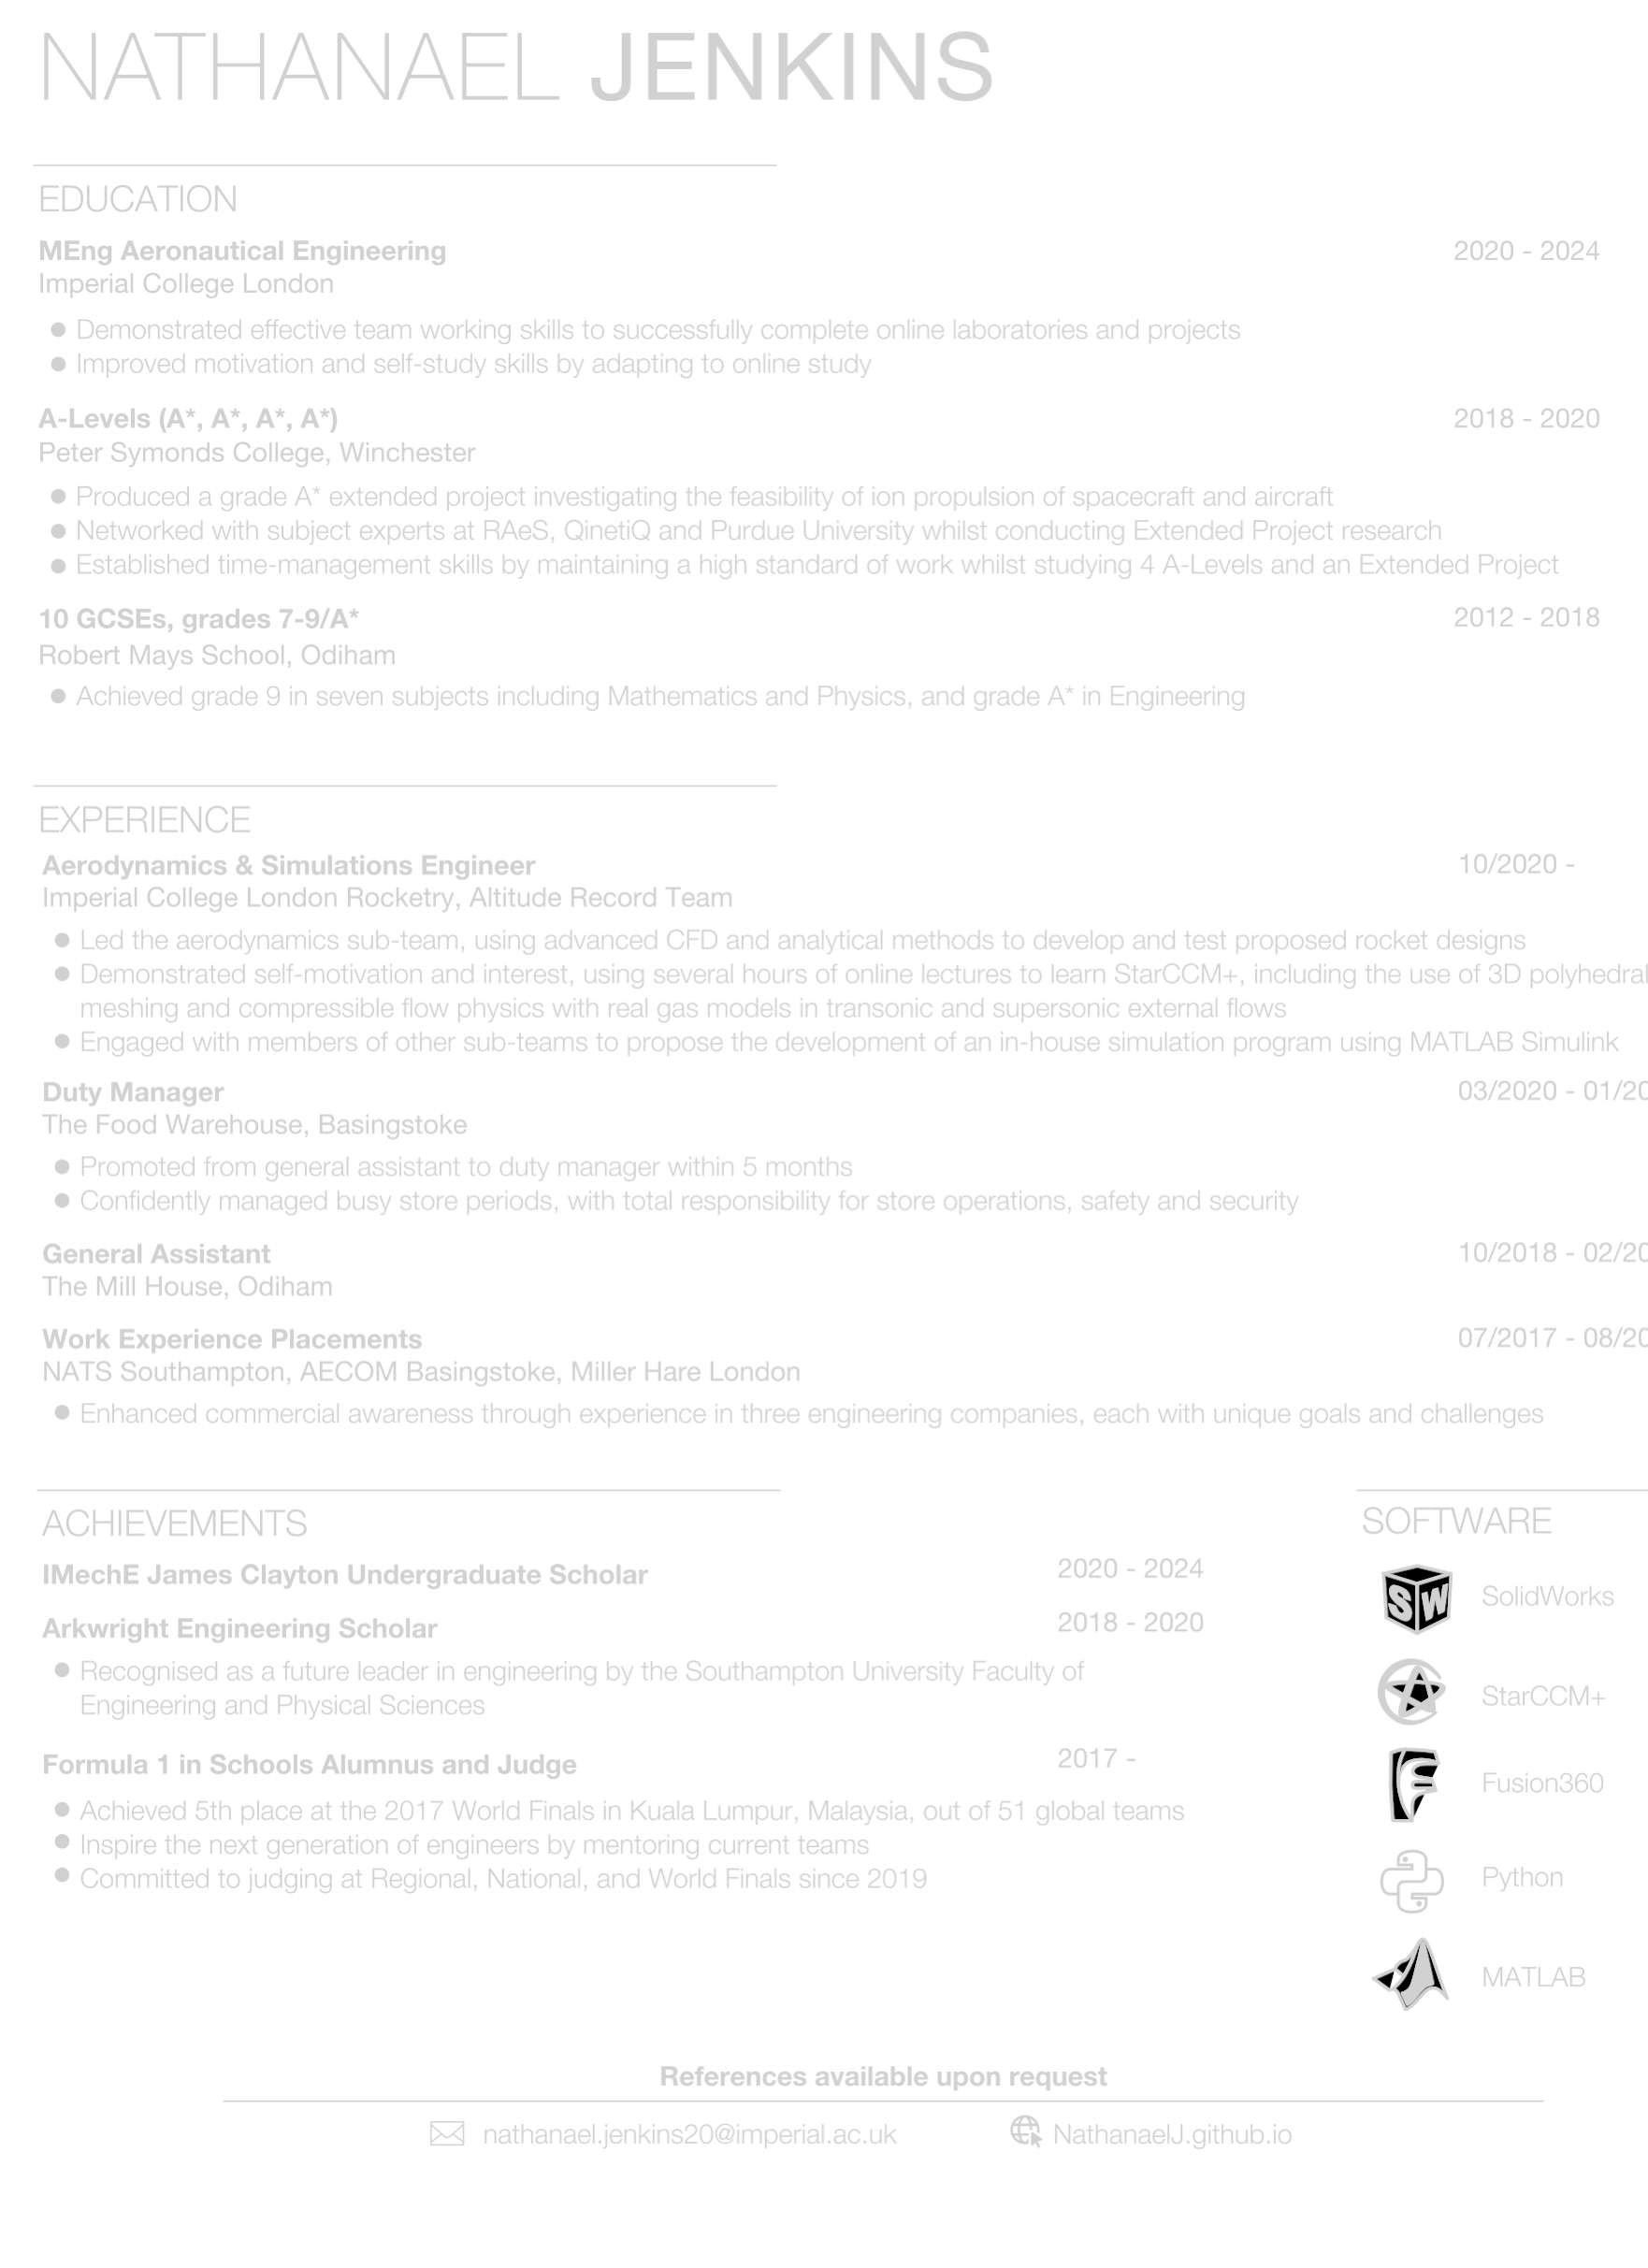 NATHANAEL JENKINS
EDUCATION
MEng Aeronautical Engineering 2020 - 2024
Imperial College London
● Demonstrated effective team working skills to successfully complete online laboratories and projects
● Improved motivation and self-study skills by adapting to online study
A-Levels (A*, A*, A*, A*) 2018 - 2020
Peter Symonds College, Winchester
● Produced a grade A* extended project investigating the feasibility of ion propulsion of spacecraft and aircraft
● Networked with subject experts at RAeS, QinetiQ and Purdue University whilst conducting Extended Project research
● Established time-management skills by maintaining a high standard of work whilst studying 4 A-Levels and an Extended Project
10 GCSEs, grades 7-9/A* 2012 - 2018
Robert Mays School, Odiham
● Achieved grade 9 in seven subjects including Mathematics and Physics, and grade A* in Engineering
EXPERIENCE
Aerodynamics & Simulations Engineer 10/2020 -
Imperial College London Rocketry, Altitude Record Team
● Led the aerodynamics sub-team, using advanced CFD and analytical methods to develop and test proposed rocket designs
● Demonstrated self-motivation and interest, using several hours of online lectures to learn StarCCM+, including the use of 3D polyhedral
meshing and compressible flow physics with real gas models in transonic and supersonic external flows
● Engaged with members of other sub-teams to propose the development of an in-house simulation program using MATLAB Simulink
Duty Manager 03/2020 - 01/20
The Food Warehouse, Basingstoke
● Promoted from general assistant to duty manager within 5 months
● Confidently managed busy store periods, with total responsibility for store operations, safety and security
General Assistant 10/2018 - 02/20
The Mill House, Odiham
Work Experience Placements 07/2017 - 08/20
NATS Southampton, AECOM Basingstoke, Miller Hare London
● Enhanced commercial awareness through experience in three engineering companies, each with unique goals and challenges
ACHIEVEMENTS
IMechE James Clayton Undergraduate Scholar 2020 - 2024
Arkwright Engineering Scholar 2018 - 2020
● Recognised as a future leader in engineering by the Southampton University Faculty of
Engineering and Physical Sciences
Formula 1 in Schools Alumnus and Judge 2017 -
● Achieved 5th place at the 2017 World Finals in Kuala Lumpur, Malaysia, out of 51 global teams
● Inspire the next generation of engineers by mentoring current teams
● Committed to judging at Regional, National, and World Finals since 2019
SOFTWARE
SW SolidWorks
StarCCM+
F Fusion360
Python
MATLAB
References available upon request
nathanael.jenkins20@imperial.ac.uk NathanaelJ.github.io